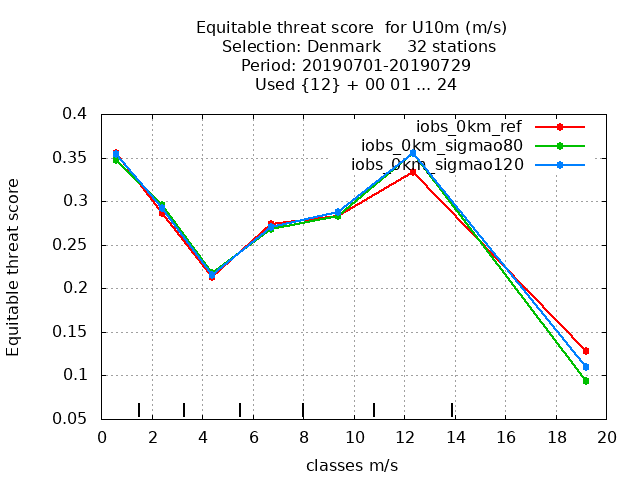 Equitable threat score  for U10m (m/s)
Selection: Denmark     32 stations
Period: 20190701-20190729
Used {12} + 00 01 ... 24
iobs_0km_ref
iobs_0km_sigmao80
iobs_0km_sigmao120
Equitable threat score
0.4
0.35
0.3
0.25
0.2
0.15
0.1
0.05
0 2 4 6 8 10 12 14 16 18 20
classes m/s